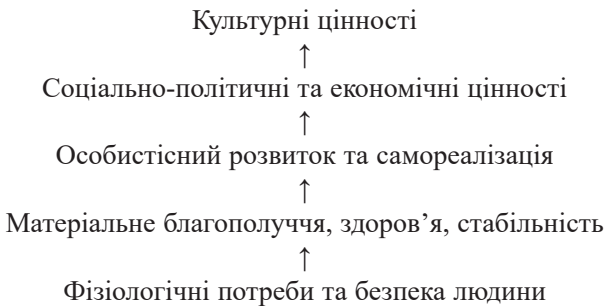 Культурні цінності
↑
Соціально-політичні та економічні цінності
↑
Особистісний розвиток та самореалізація
↑
Матеріальне благополуччя, здоров’я, стабільність
↑
Фізіологічні потреби та безпека людини